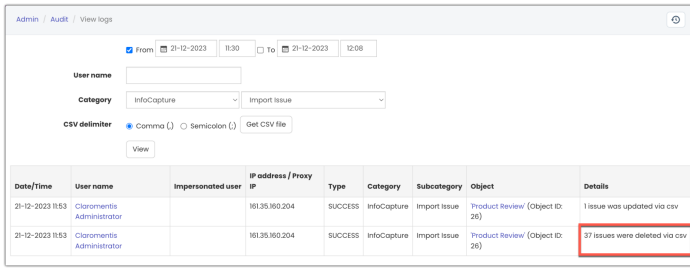 Admin / Audit / View logs
From 21-12-2023 11:30 To 21-12-2023 12:08
User name
Category InfoCapture Import Issue
CSV delimiter Comma (,) Semicolon (;) Get CSV file
View
IP address / Proxy
Date/Time User name Impersonated user IP Type Category Subcategory Object Details
21-12-2023 11:53 Claromentis 161.35.160.204 SUCCESS InfoCapture Import Issue 'Product Review' (Object ID: 1 issue was updated via csv
Administrator 26)
21-12-2023 11:53 Claromentis 161.35.160.204 SUCCESS InfoCapture Import Issue 'Product Review' (Object ID: 37 issues were deleted via csv
Administrator 26)